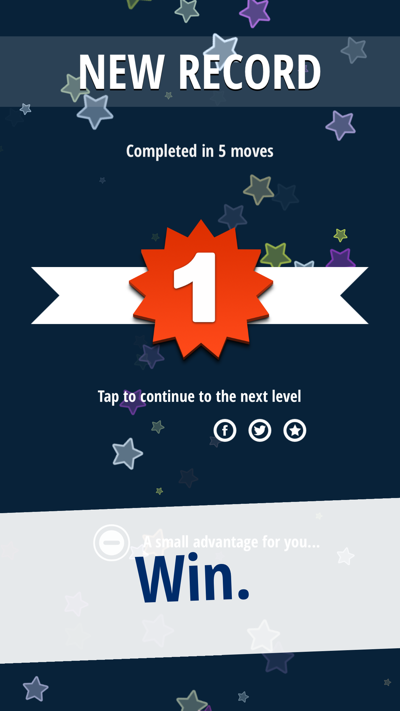 NEW RECORD
Completed in 5 moves
1
Tap to continue to the next level
A small advantage for you...
Win.